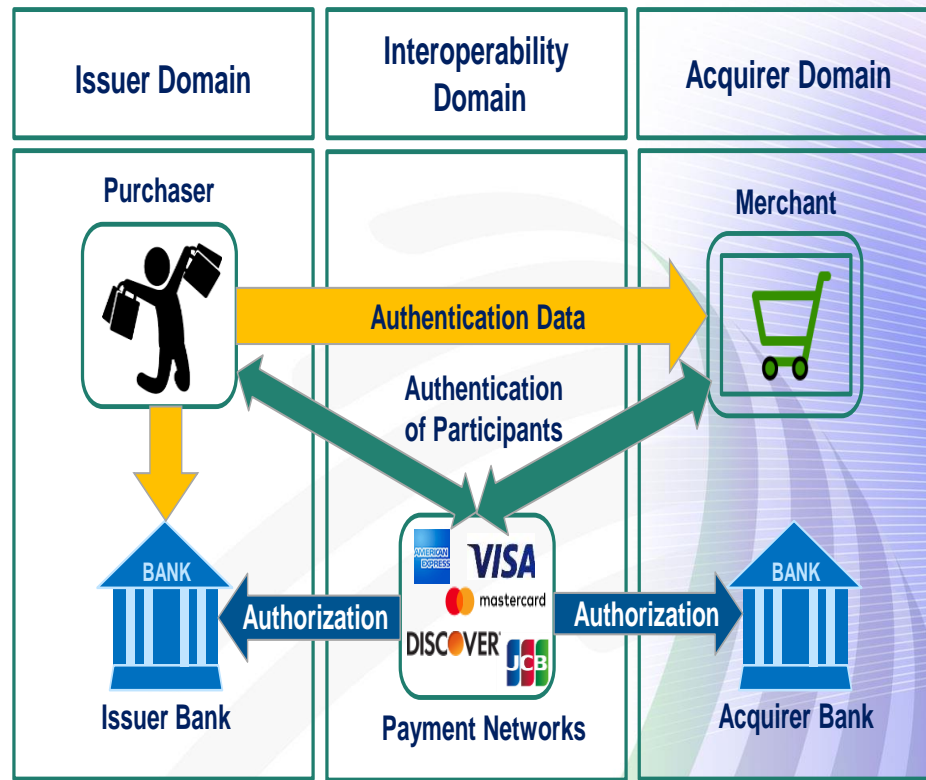 Issuer Domain
Interoperability
Domain
Acquirer Domain
Purchaser
Merchant
Authentication Data
Authentication
of Participants
BANK
AMERICAN
EXPRESS
VISA
mastercard
DISCOVER
JCB
BANK
Authorization
Authorization
Issuer Bank
Payment Networks
Acquirer Bank